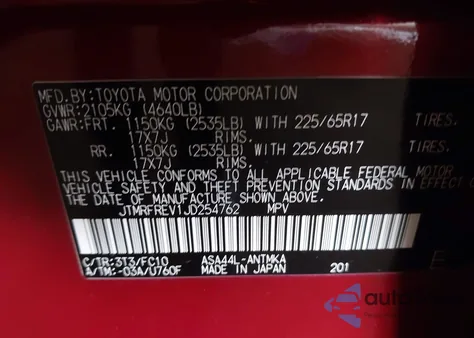 MFD.BY:TOYOTA MOTOR CORPORATION
GVWR:2105KG (4640LB)
GAWR:FRT. 1150KG (2535LB) WITH 225/65R17 TIRES.
17X7J RIMS.
RR. 1150KG (2535LB) WITH 225/65R17 TIRES.
17X7J RIMS.
THIS VEHICLE CONFORMS TO ALL APPLICABLE FEDERAL MOTOR
VEHICLE SAFETY AND THEFT PREVENTION STANDARDS IN EFFECT
THE DATE OF MANUFACTURE SHOWN ABOVE.
JTMRFREV1JD254762 MPV
C/TR:3T3/FC10 ASA44L-ANTMKA
A/TM:-03A/U760F MADE IN JAPAN 201